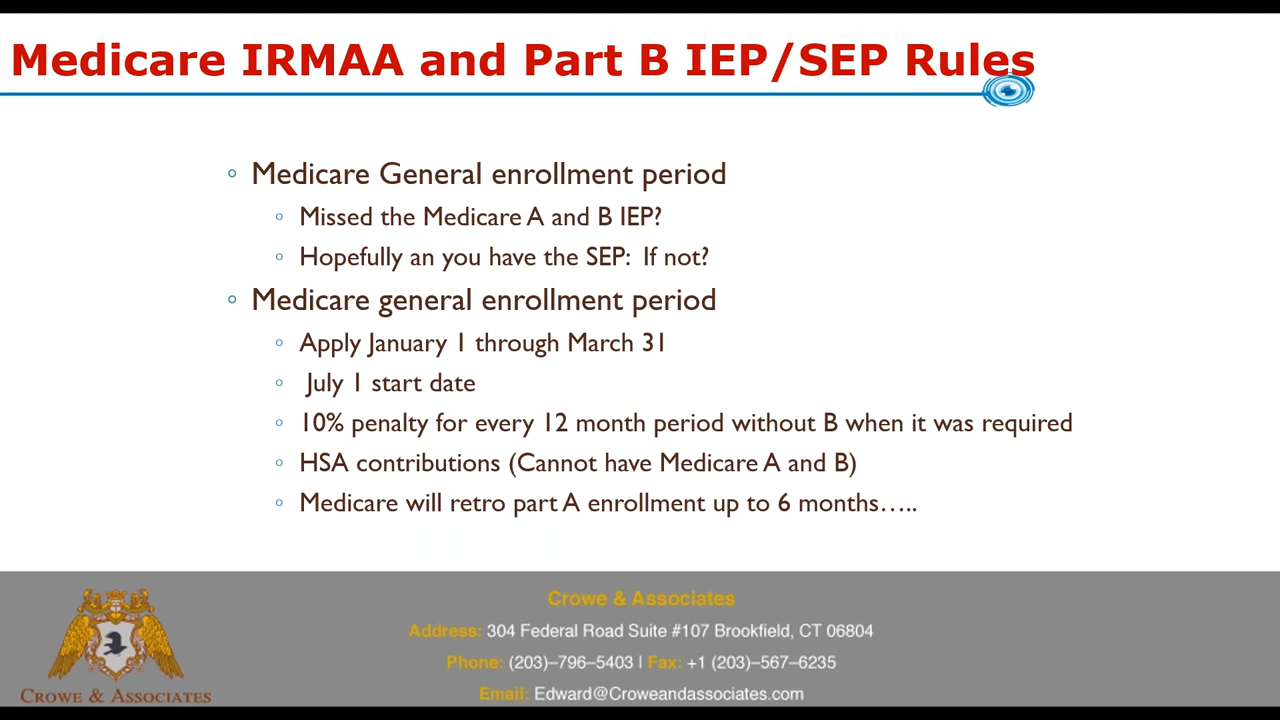 Medicare IRMAA and Part B IEP/SEP Rules
Medicare General enrollment period
Missed the Medicare A and B IEP?
Hopefully an you have the SEP: If not?
Medicare general enrollment period
Apply January 1 through March 31
July 1 start date
10% penalty for every 12 month period without B when it was required
HSA contributions (Cannot have Medicare A and B)
Medicare will retro part A enrollment up to 6 months…..
Crowe & Associates
Address: 304 Federal Road Suite #107 Brookfield, CT 06804
Phone: (203)–796–5403 | Fax: +1 (203)–567–6235
Email: Edward@Croweandassociates.com
CROWE & ASSOCIATES